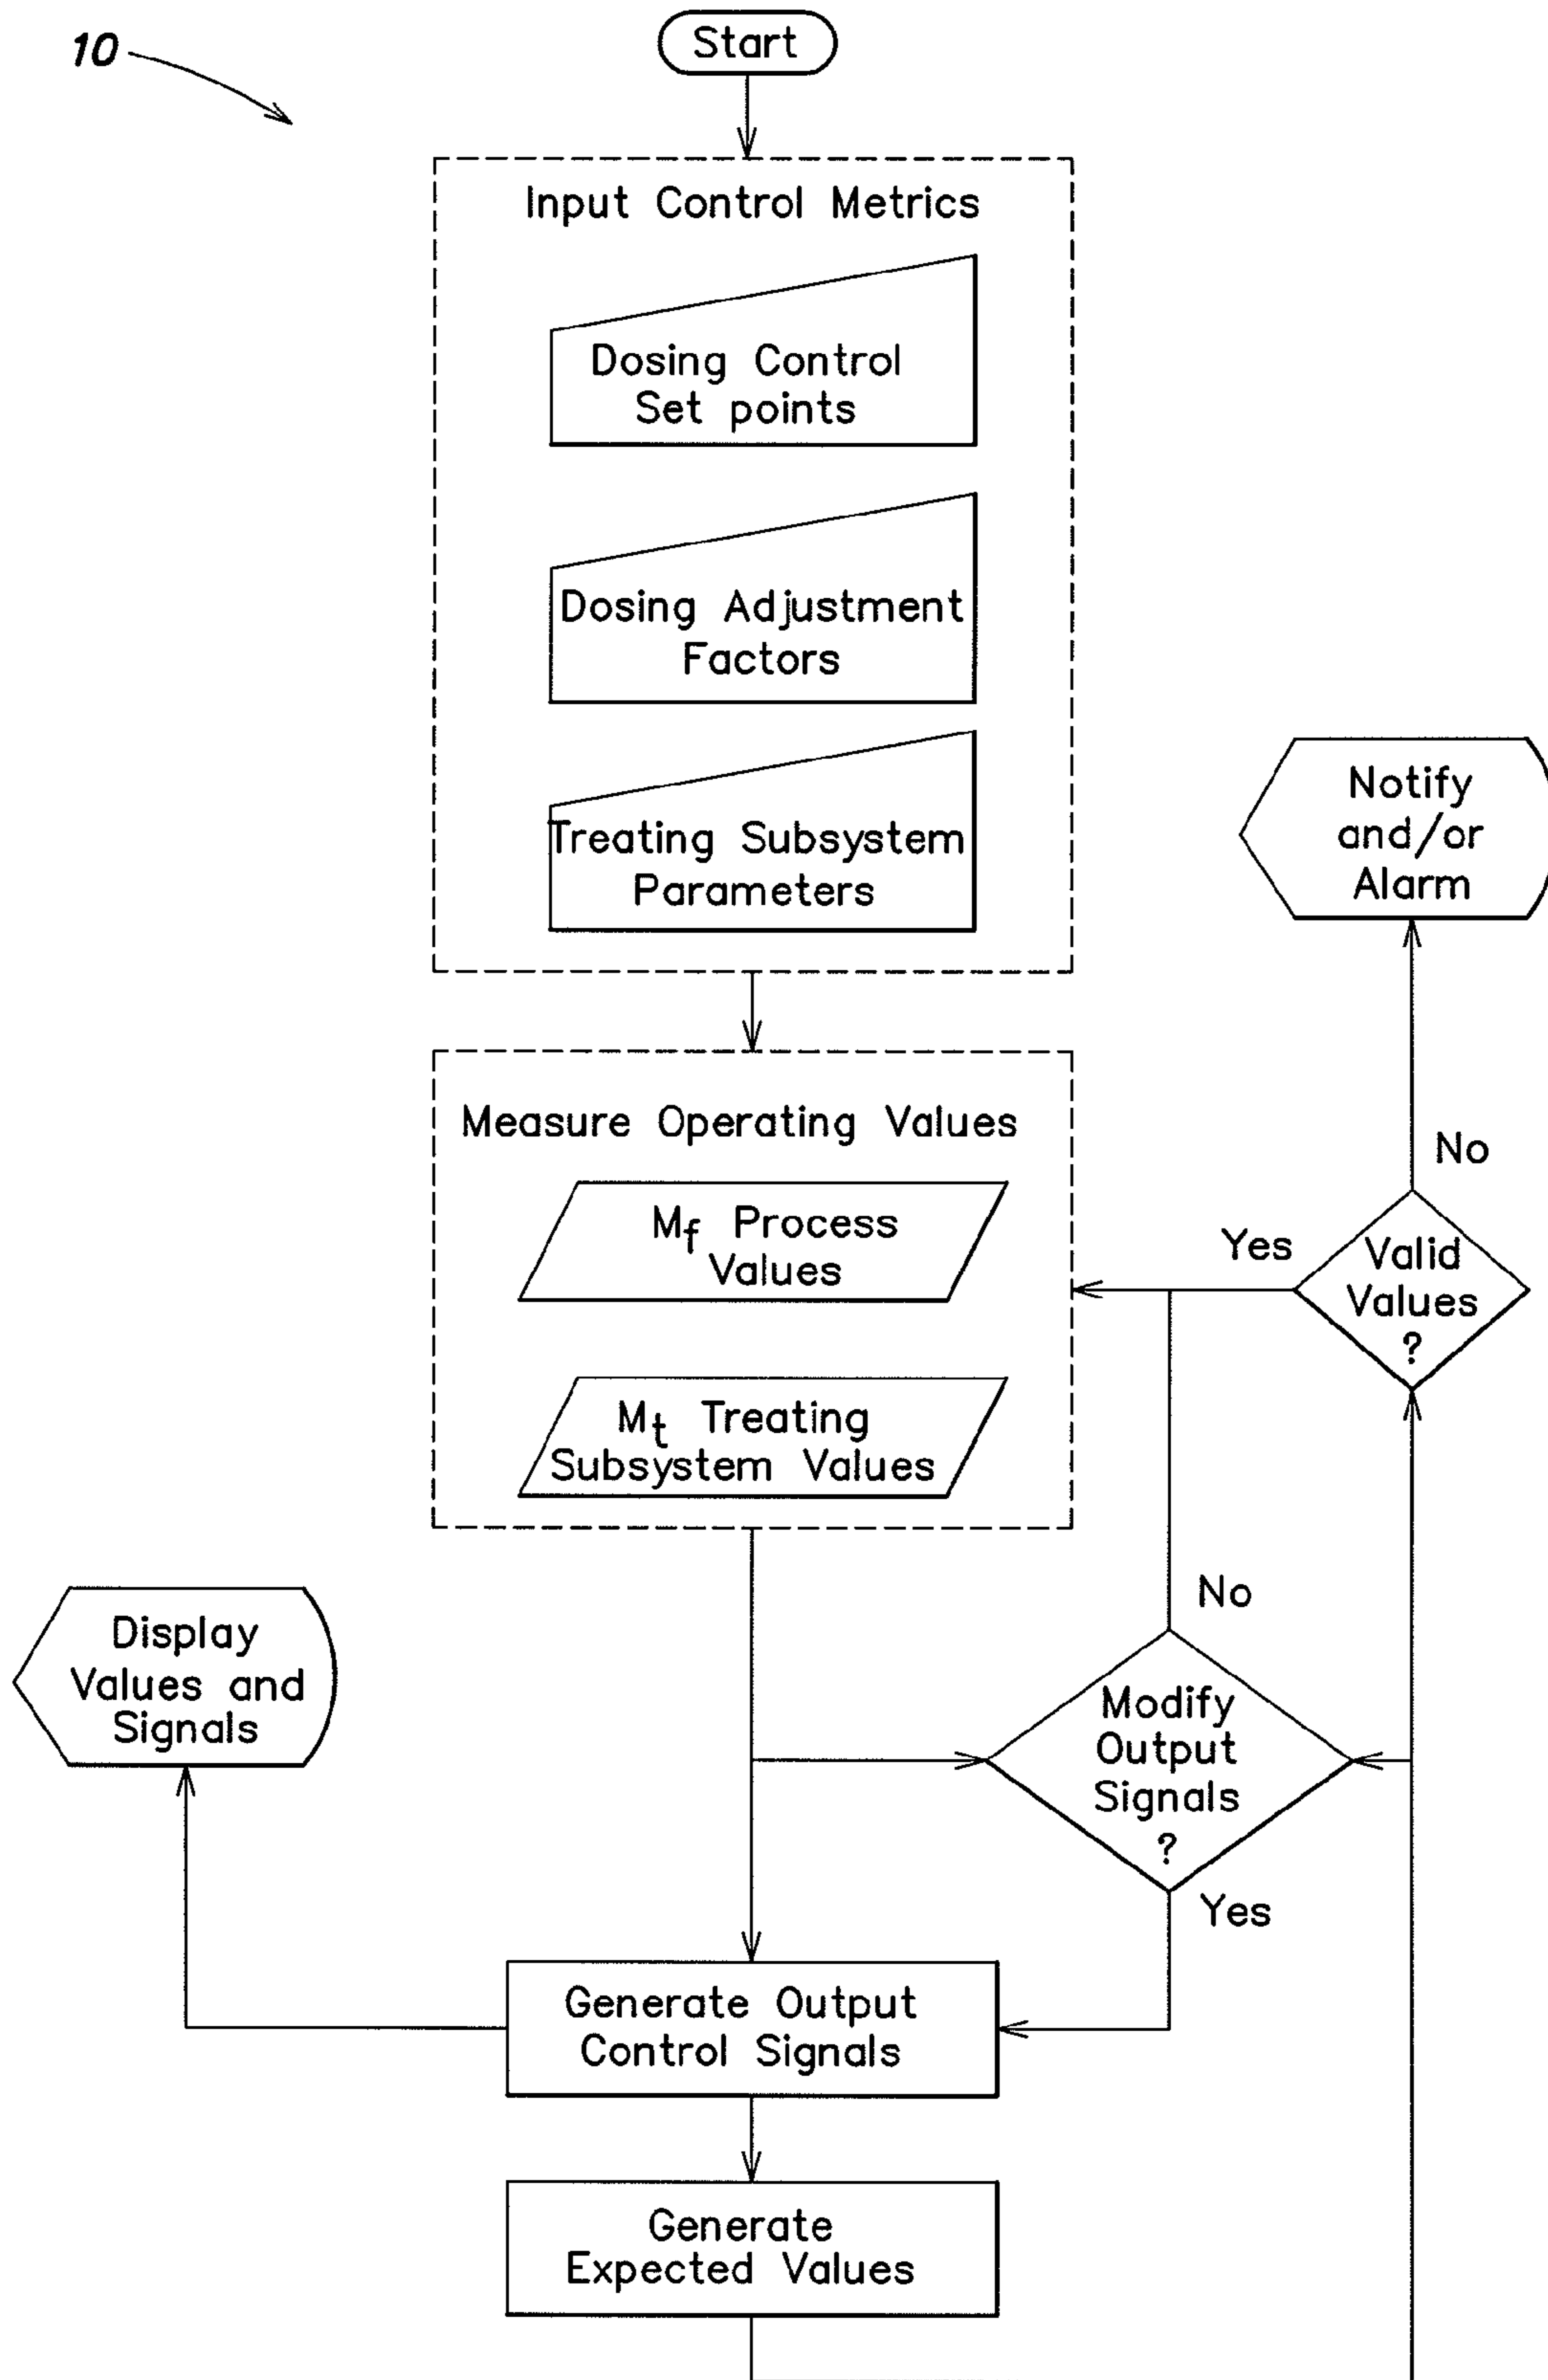 10
Start
Input Control Metrics
Dosing Control
Set points
Dosing Adjustment
Factors
Treating Subsystem
Parameters
Notify
and/or
Alarm
Measure Operating Values
No
Mf Process
Values
Yes
Valid
Values
?
Mt Treating
Subsystem Values
No
Display
Values and
Signals
Modify
Output
Signals
?
Yes
Generate Output
Control Signals
Generate
Expected Values